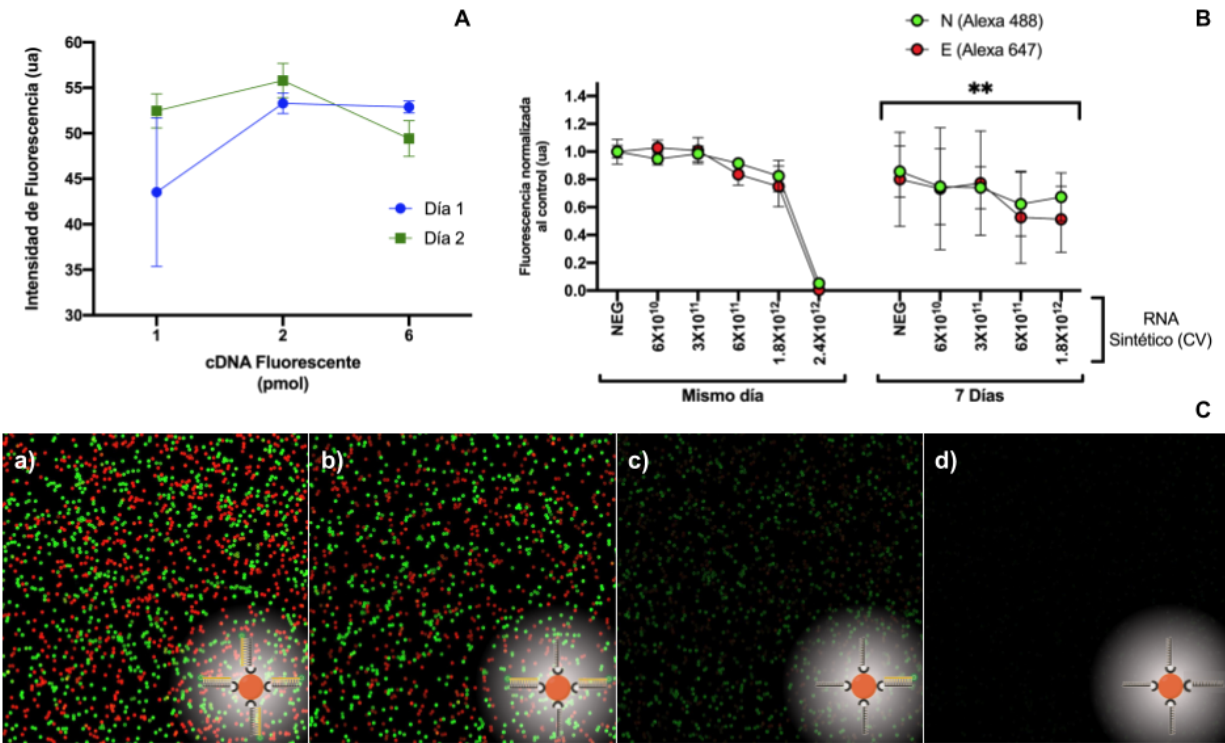 A
Intensidad de Fluorescencia (ua)
60
55
50
45
40
35
30
1
2
6
Día 1
Día 2
cDNA Fluorescente
(pmol)
B
N (Alexa 488)
E (Alexa 647)
Fluorescencia normalizada
al control (ua)
1.4
1.2
1.0
0.8
0.6
0.4
0.2
0.0
**
NEG
6X10¹⁰
3X10¹¹
6X10¹¹
1.8X10¹²
2.4X10¹²
NEG
6X10¹⁰
3X10¹¹
6X10¹¹
1.8X10¹²
RNA
Sintético (CV)
Mismo día
7 Días
C
a)
b)
c)
d)